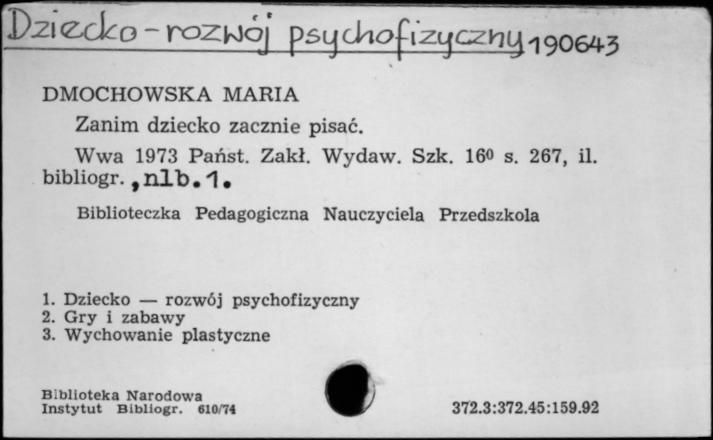 Dziecko - rozwój psychofizyczny 190643
DMOCHOWSKA MARIA
Zanim dziecko zacznie pisać.
Wwa 1973 Państ. Zakł. Wydaw. Szk. 16⁰ s. 267, il.
bibliogr. , nlb. 1.
Biblioteczka Pedagogiczna Nauczyciela Przedszkola
1. Dziecko — rozwój psychofizyczny
2. Gry i zabawy
3. Wychowanie plastyczne
Biblioteka Narodowa
Instytut Bibliogr. 610/74 372.3:372.45:159.92